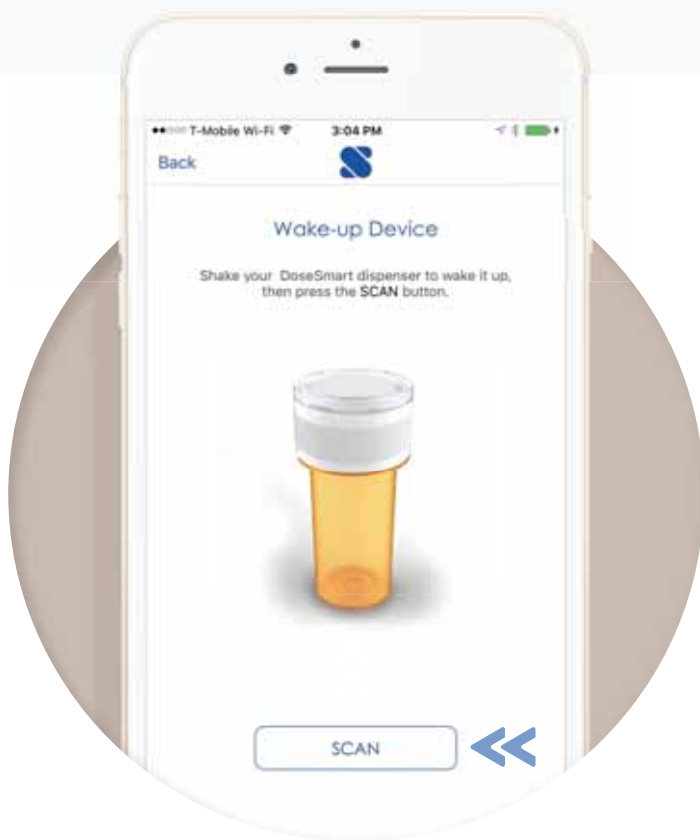 T-Mobile Wi-Fi 3:04 PM
Back
Wake-up Device
Shake your DoseSmart dispenser to wake it up,
then press the SCAN button.
SCAN